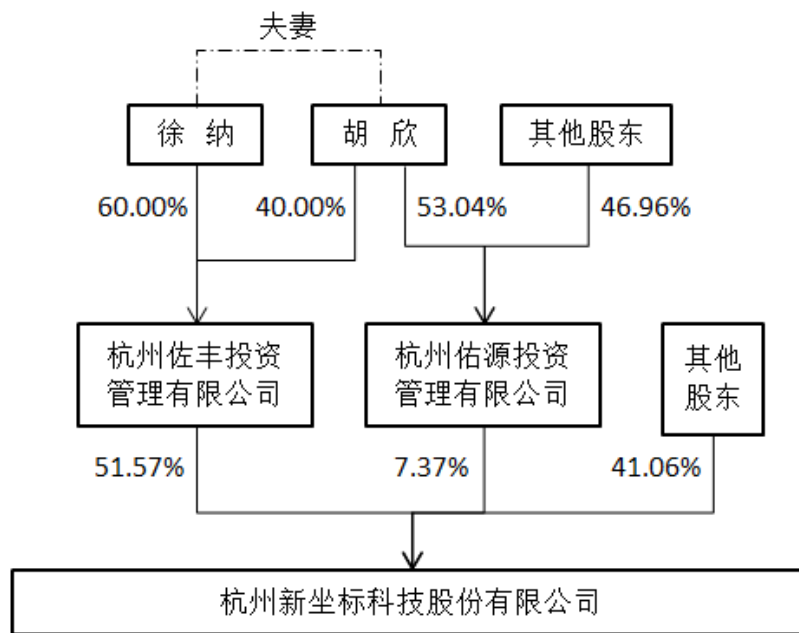 夫妻
徐 纳
胡 欣
其他股东
60.00%
40.00%
53.04%
46.96%
杭州佐丰投资
管理有限公司
杭州佑源投资
管理有限公司
其他
股东
51.57%
7.37%
41.06%
杭州新坐标科技股份有限公司